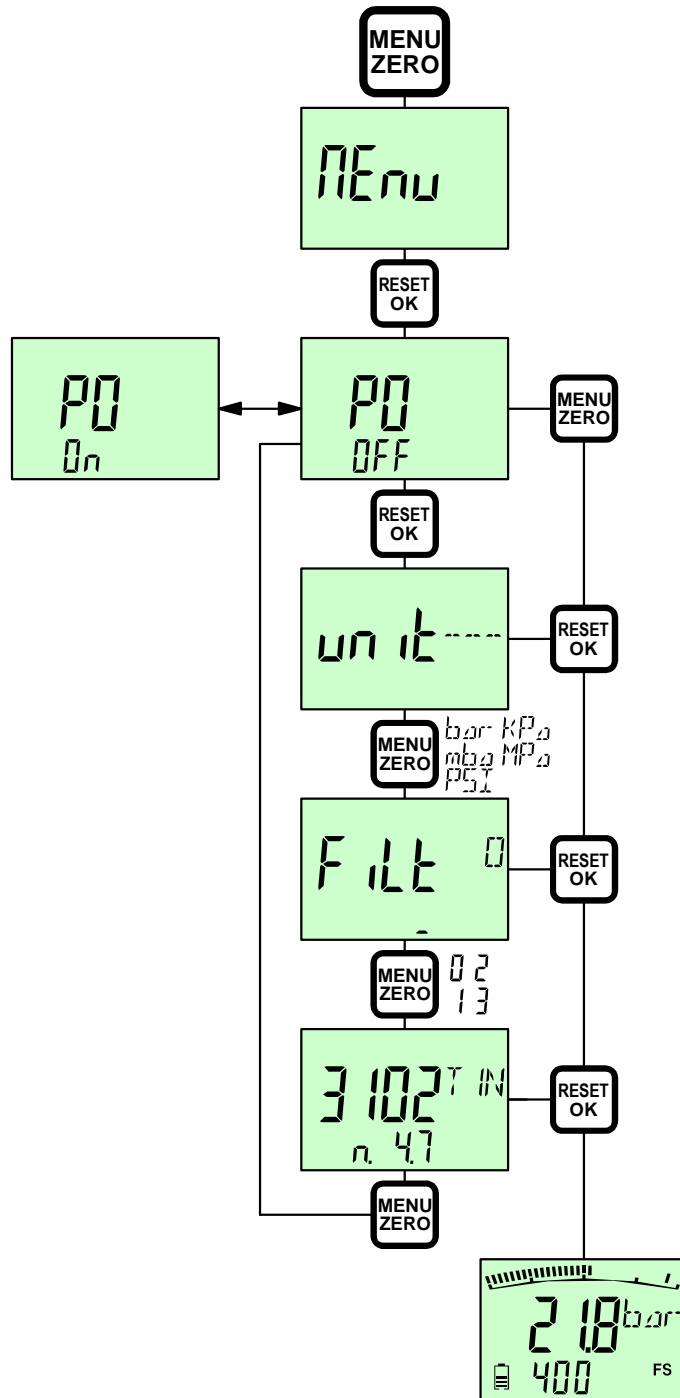 MENU
ZERO
MEnu
RESET
OK
P0
On
P0
OFF
MENU
ZERO
RESET
OK
unit ---
RESET
OK
MENU
ZERO
bar KPa
mba MPa
PSI
FiLt 0
-
RESET
OK
MENU
ZERO
0 2
1 3
3102 T IN
n. 4.7
RESET
OK
MENU
ZERO
21.8 bar
400 FS